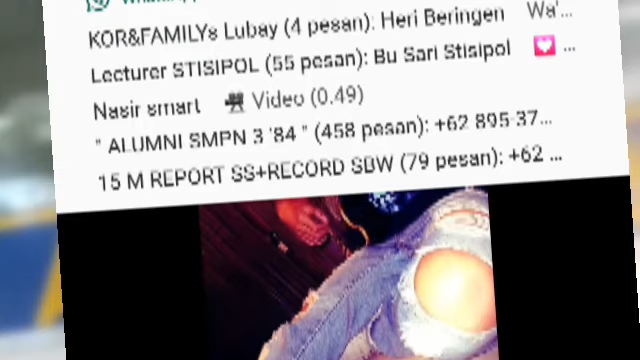 KOR&FAMILYs Lubay (4 pesan): Heri Beringen Wa'...
Lecturer STISIPOL (55 pesan): Bu Sari Stisipol 💟 ...
Nasir smart 🎥 Video (0.49)
" ALUMNI SMPN 3 '84 " (458 pesan): +62 895-37...
15 M REPORT SS+RECORD SBW (79 pesan): +62 ...